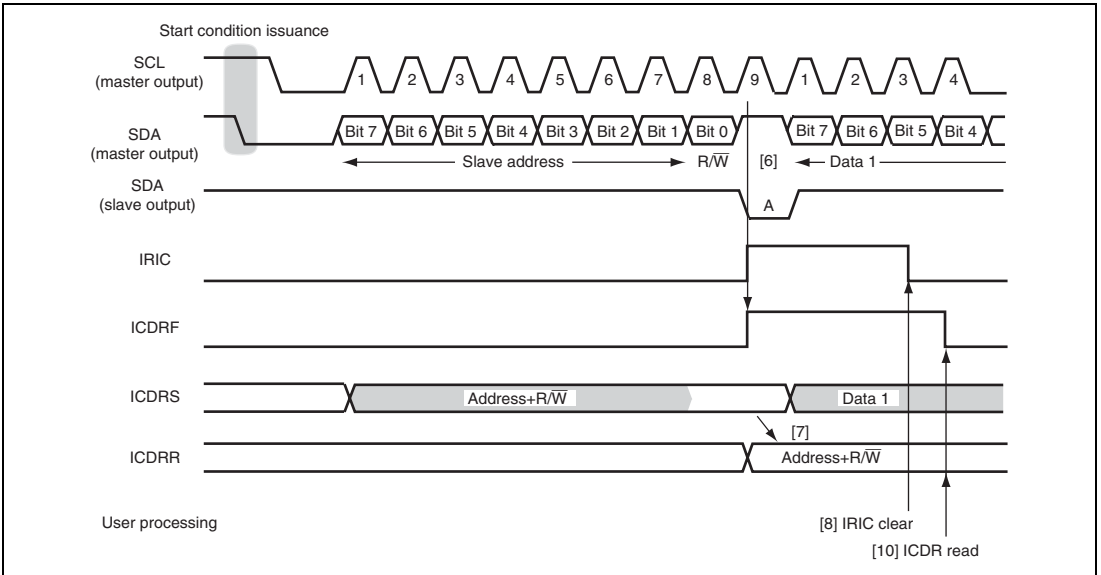 Start condition issuance
SCL
(master output)
1 2 3 4 5 6 7 8 9 1 2 3 4
SDA
(master output)
Bit 7 Bit 6 Bit 5 Bit 4 Bit 3 Bit 2 Bit 1 Bit 0 Bit 7 Bit 6 Bit 5 Bit 4
Slave address R/W̅ [6] Data 1
SDA
(slave output)
A
IRIC
ICDRF
ICDRS
Address+R/W̅ Data 1
[7]
ICDRR
Address+R/W̅
User processing
[8] IRIC clear
[10] ICDR read